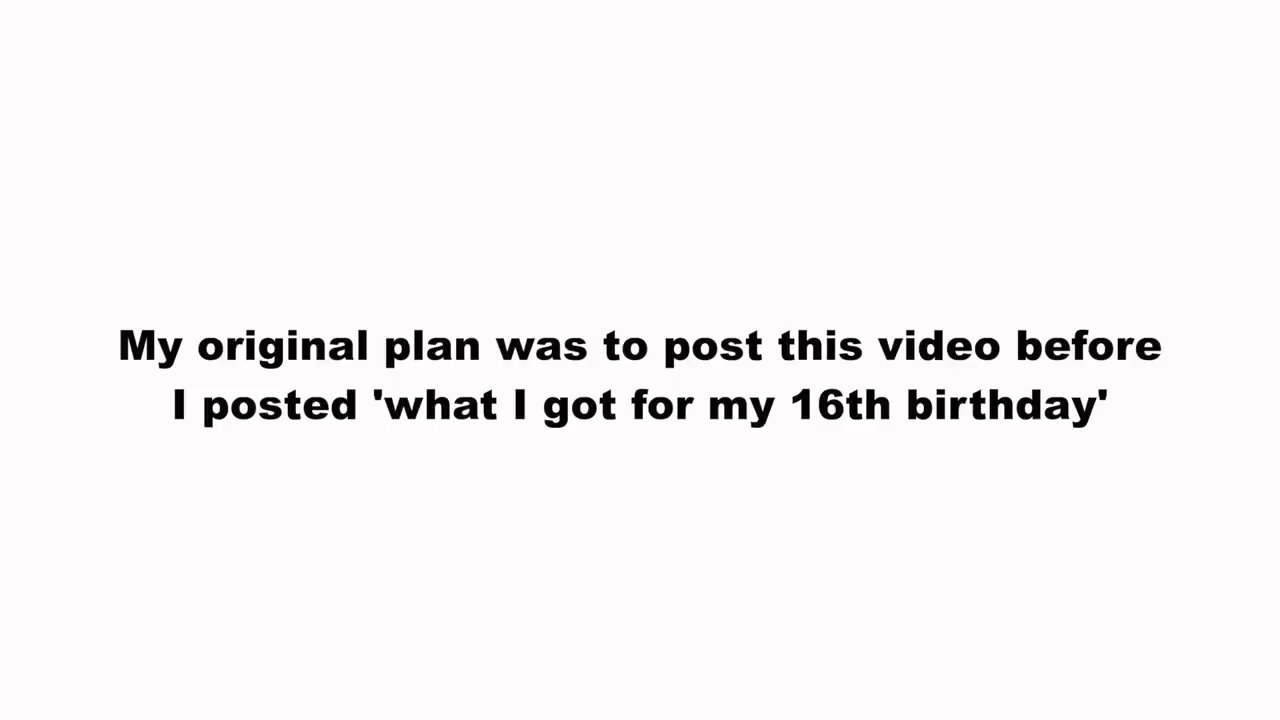 My original plan was to post this video before
I posted 'what I got for my 16th birthday'